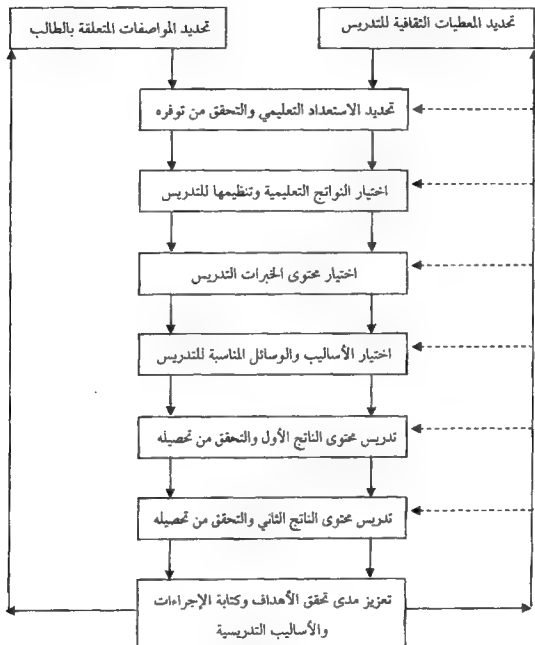 تحديد المعطيات الثقافية للتدريس
تحديد المواصفات المتعلقة بالطالب
تحديد الاستعداد التعليمي والتحقق من توفره
اختيار النواتج التعليمية وتنظيمها للتدريس
اختيار محتوى الخبرات التدريس
اختيار الأساليب والوسائل المناسبة للتدريس
تدريس محتوى الناتج الأول والتحقق من تحصيله
تدريس محتوى الناتج الثاني والتحقق من تحصيله
تعزيز مدى تحقق الأهداف وكتابة الإجراءات
والأساليب التدريسية